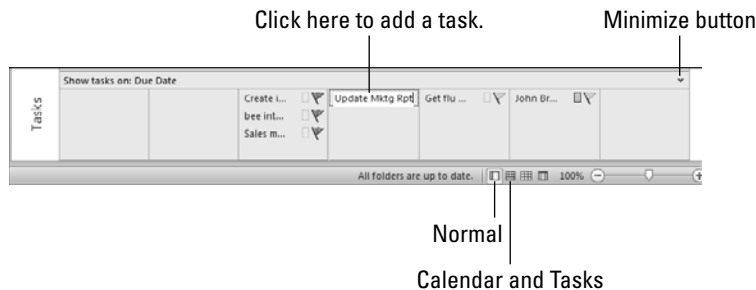 Click here to add a task.
Minimize button
Tasks
Show tasks on: Due Date
Create i...
Update Mktg Rpt
Get flu ...
John Br...
bee int...
Sales m...
All folders are up to date.
100%
Normal
Calendar and Tasks